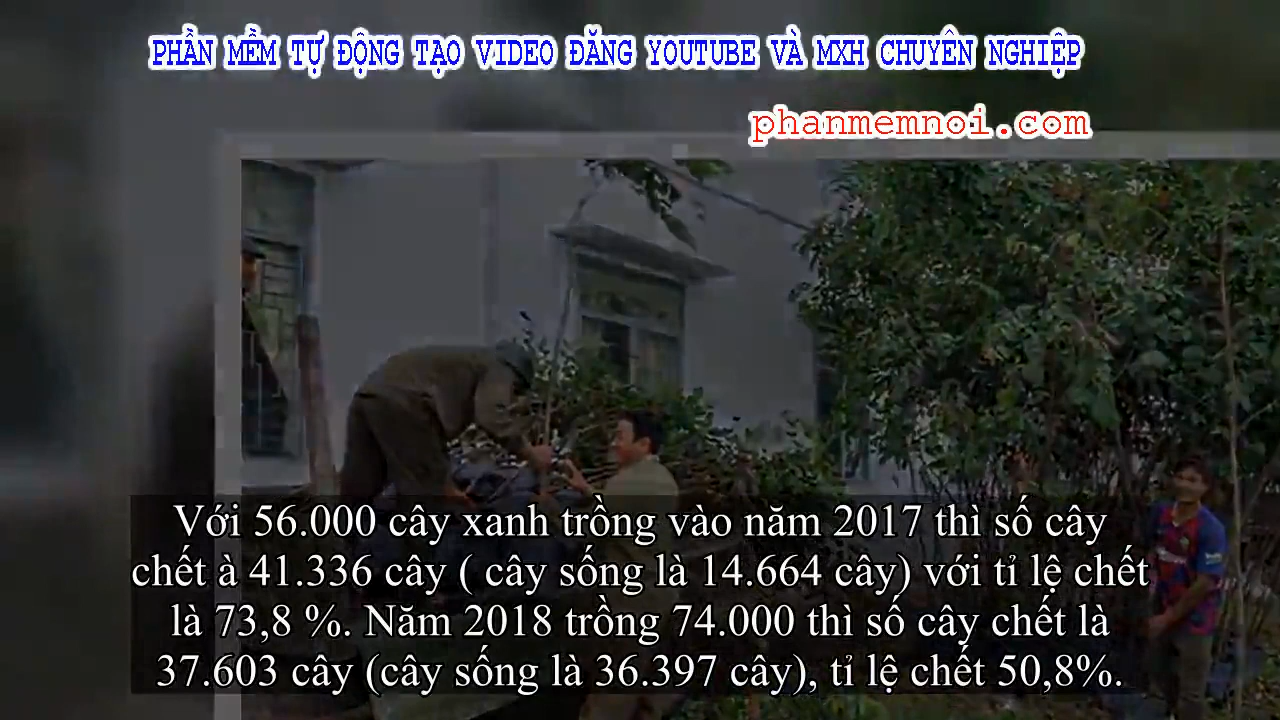 PHẦN MỀM TỰ ĐỘNG TẠO VIDEO ĐĂNG YOUTUBE VÀ MXH CHUYÊN NGHIỆP
phanmemnoi.com
Với 56.000 cây xanh trồng vào năm 2017 thì số cây
chết à 41.336 cây ( cây sống là 14.664 cây) với tỉ lệ chết
là 73,8 %. Năm 2018 trồng 74.000 thì số cây chết là
37.603 cây (cây sống là 36.397 cây), tỉ lệ chết 50,8%.